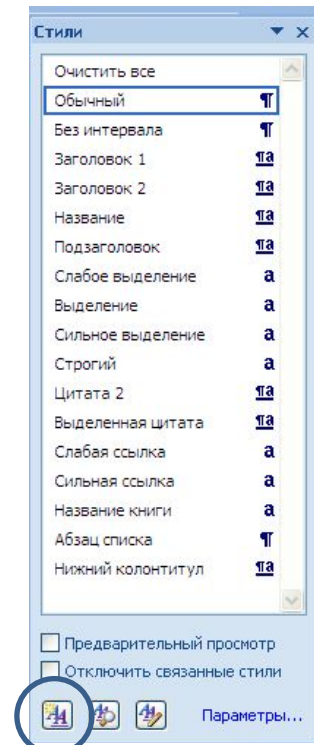 Стили
Очистить все
Обычный ¶
Без интервала ¶
Заголовок 1 ¶a
Заголовок 2 ¶a
Название ¶a
Подзаголовок ¶a
Слабое выделение a
Выделение a
Сильное выделение a
Строгий a
Цитата 2 ¶a
Выделенная цитата ¶a
Слабая ссылка a
Сильная ссылка a
Название книги a
Абзац списка ¶
Нижний колонтитул ¶a
Предварительный просмотр
Отключить связанные стили
Параметры...